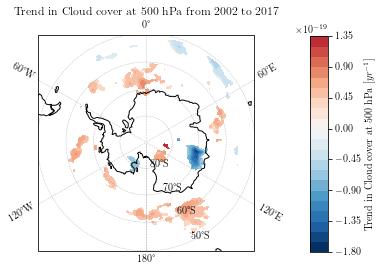 Trend in Cloud cover at 500 hPa from 2002 to 2017
0°
×10⁻¹⁹
60°W
60°E
1.35
0.90
0.45
0.00
−0.45
−0.90
−1.35
−1.80
Trend in Cloud cover at 500 hPa [yr⁻¹]
80°S
70°S
60°S
50°S
120°W
120°E
180°